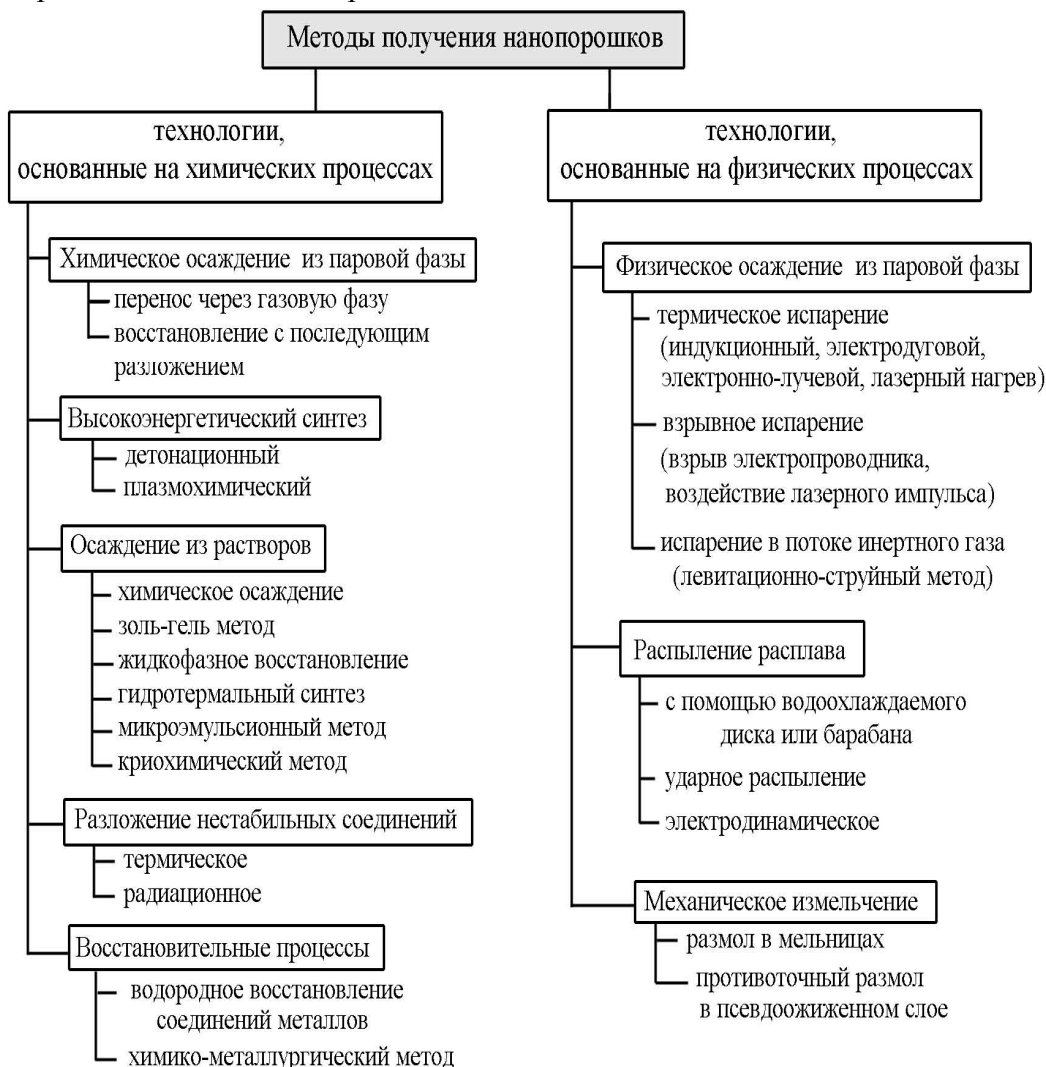 Методы получения нанопорошков
технологии,
основанные на химических процессах
Химическое осаждение из паровой фазы
перенос через газовую фазу
восстановление с последующим
разложением
Высокоэнергетический синтез
детонационный
плазмохимический
Осаждение из растворов
химическое осаждение
золь-гель метод
жидкофазное восстановление
гидротермальный синтез
микроэмульсионный метод
криохимический метод
Разложение нестабильных соединений
термическое
радиационное
Восстановительные процессы
водородное восстановление
соединений металлов
химико-металлургический метод
технологии,
основанные на физических процессах
Физическое осаждение из паровой фазы
термическое испарение
(индукционный, электродуговой,
электронно-лучевой, лазерный нагрев)
взрывное испарение
(взрыв электропроводника,
воздействие лазерного импульса)
испарение в потоке инертного газа
(левитационно-струйный метод)
Распыление расплава
с помощью водоохлаждаемого
диска или барабана
ударное распыление
электродинамическое
Механическое измельчение
размол в мельницах
противоточный размол
в псевдоожиженном слое